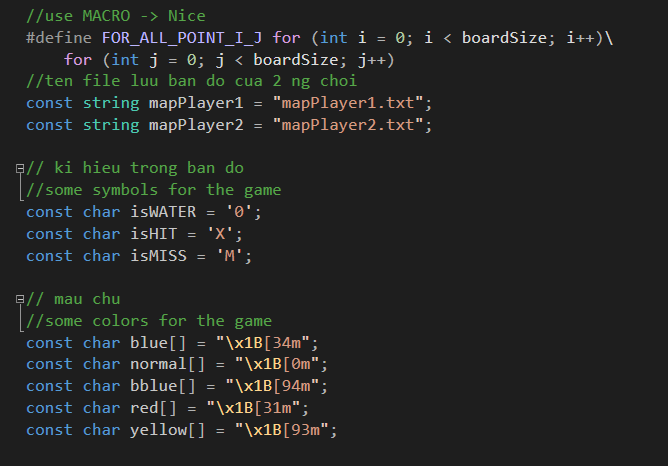 //use MACRO -> Nice
#define FOR_ALL_POINT_I_J for (int i = 0; i < boardSize; i++)\
for (int j = 0; j < boardSize; j++)
//ten file luu ban do cua 2 ng choi
const string mapPlayer1 = "mapPlayer1.txt";
const string mapPlayer2 = "mapPlayer2.txt";
// ki hieu trong ban do
//some symbols for the game
const char isWATER = '0';
const char isHIT = 'X';
const char isMISS = 'M';
// mau chu
//some colors for the game
const char blue[] = "\x1B[34m";
const char normal[] = "\x1B[0m";
const char bblue[] = "\x1B[94m";
const char red[] = "\x1B[31m";
const char yellow[] = "\x1B[93m";